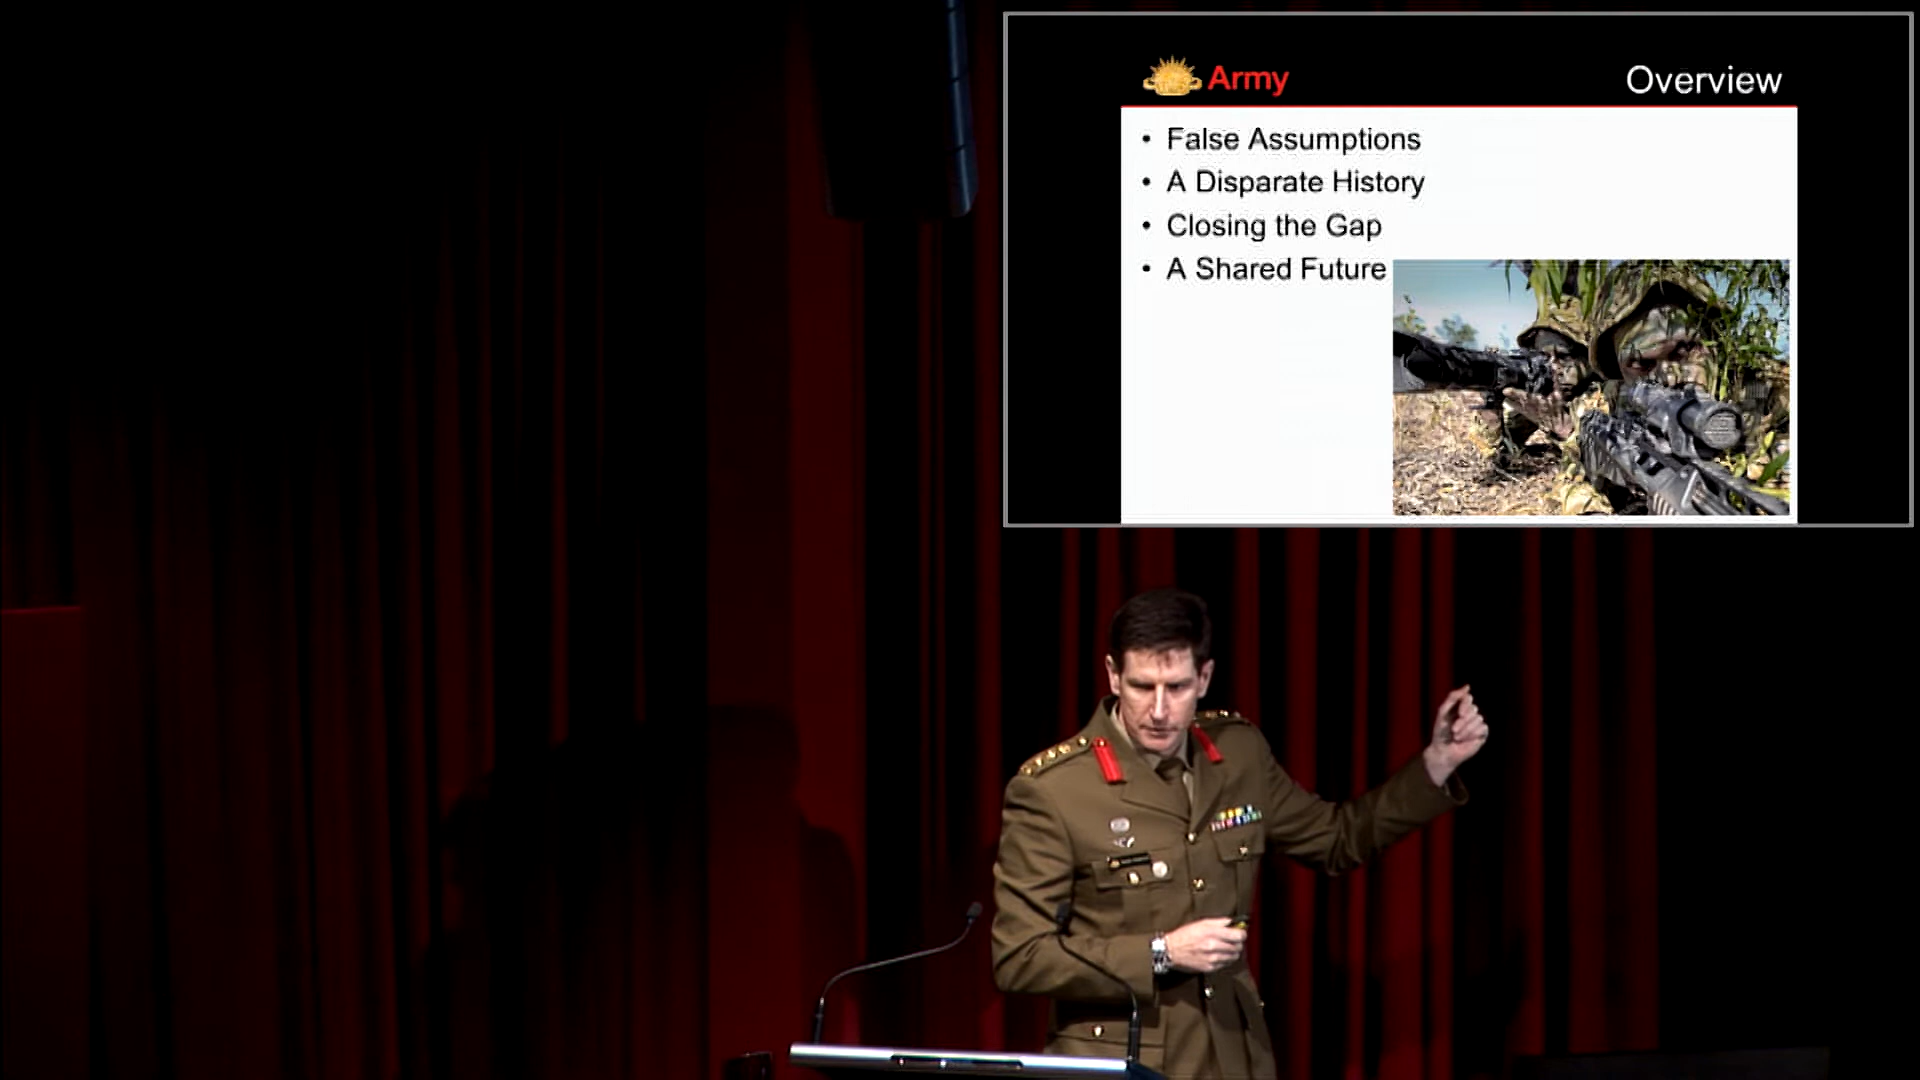 Army
Overview
• False Assumptions
• A Disparate History
• Closing the Gap
• A Shared Future